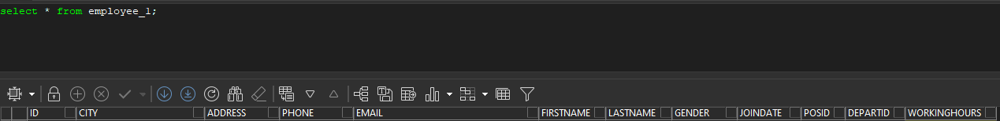 select * from employee_1;
ID CITY ADDRESS PHONE EMAIL FIRSTNAME LASTNAME GENDER JOINDATE POSID DEPARTID WORKINGHOURS